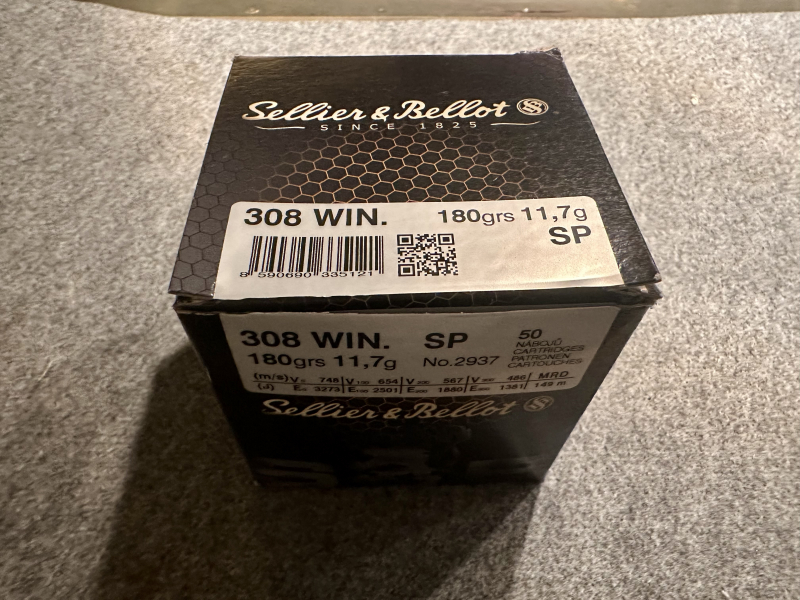 Sellier & Bellot S&B
SINCE 1825
308 WIN. 180grs 11,7g
SP
8 590690 335121
308 WIN. SP 50
180grs 11,7g No.2937
NÁBOJŮ
CARTRIDGES
PATRONEN
CARTOUCHES
(m/s) V₀ 748 V₁₀₀ 654 V₂₀₀ 567 V₃₀₀ 486 MRD
(J) E₀ 3273 E₁₀₀ 2501 E₂₀₀ 1880 E₃₀₀ 1381 149 m
Sellier & Bellot